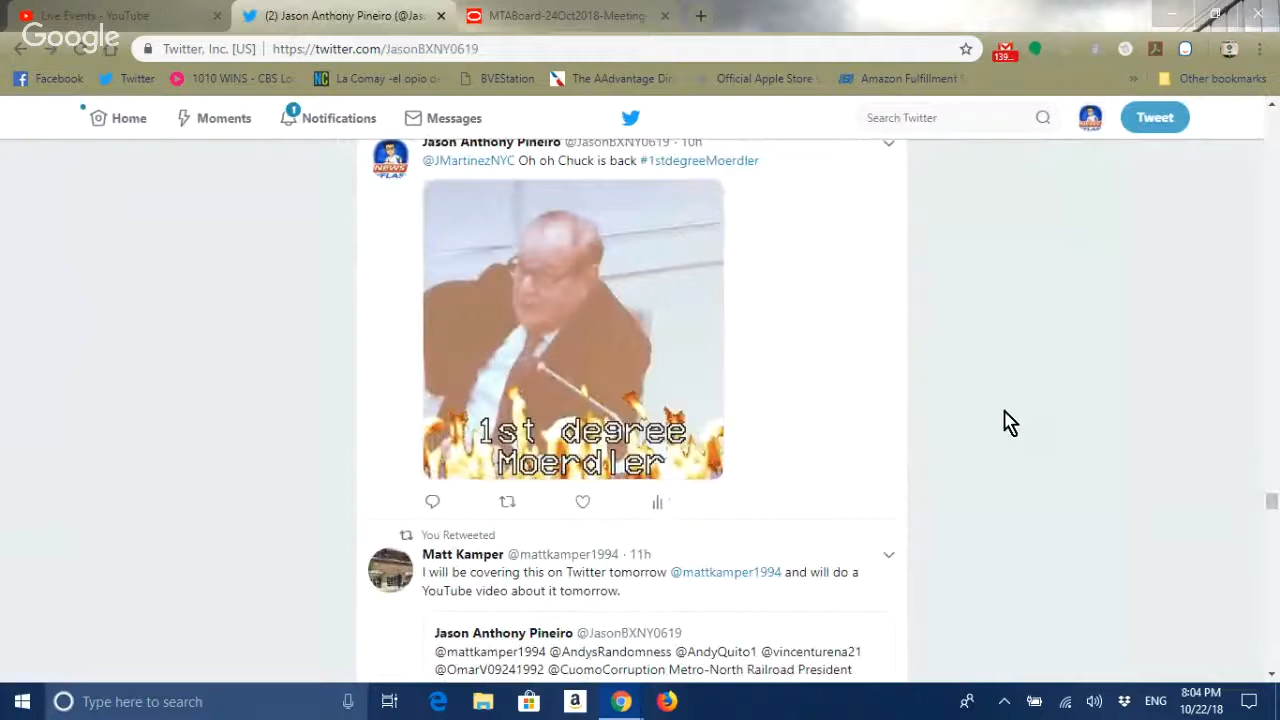 Live Events - YouTube
(2) Jason Anthony Pineiro (@Jas
MTABoard-24Oct2018-Meeting-
Google
Twitter, Inc. [US]
https://twitter.com/JasonBXNY0619
139...
Facebook
Twitter
1010 WINS - CBS Lo
La Comay -el opio d
BVEStation
The AAdvantage Di
Official Apple Store
Amazon Fulfillment
»
Other bookmarks
Home
Moments
1
Notifications
Messages
Search Twitter
Tweet
Jason Anthony Pineiro @JasonBXNY0619 · 10h
@JMartinezNYC Oh oh Chuck is back #1stdegreeMoerdler
1st degree
Moerdler
You Retweeted
Matt Kamper @mattkamper1994 · 11h
I will be covering this on Twitter tomorrow @mattkamper1994 and will do a
YouTube video about it tomorrow.
Jason Anthony Pineiro @JasonBXNY0619
@mattkamper1994 @AndysRandomness @AndyQuito1 @vincenturena21
@OmarV09241992 @CuomoCorruption Metro-North Railroad President
Type here to search
ENG
8:04 PM
10/22/18